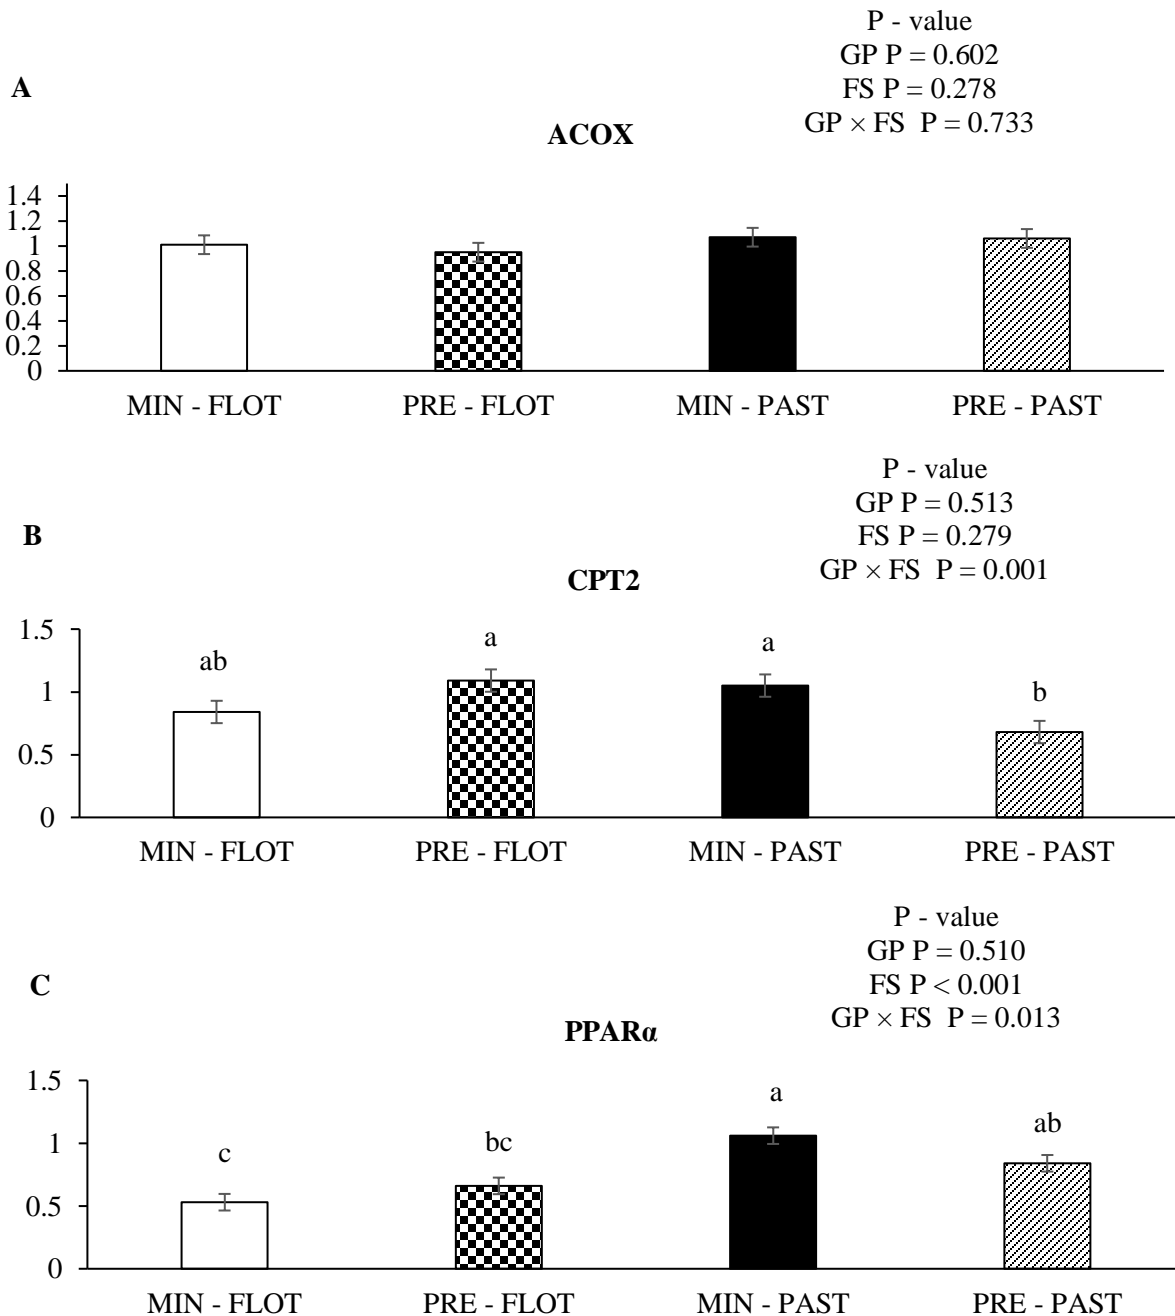 P - value
GP P = 0.602
FS P = 0.278
GP × FS P = 0.733
A
ACOX
1.4
1.2
1
0.8
0.6
0.4
0.2
0
MIN - FLOT PRE - FLOT MIN - PAST PRE - PAST
P - value
GP P = 0.513
FS P = 0.279
GP × FS P = 0.001
B
CPT2
1.5
1
0.5
0
ab a a b
MIN - FLOT PRE - FLOT MIN - PAST PRE - PAST
P - value
GP P = 0.510
FS P < 0.001
GP × FS P = 0.013
C
PPARα
1.5
1
0.5
0
c bc a ab
MIN - FLOT PRE - FLOT MIN - PAST PRE - PAST